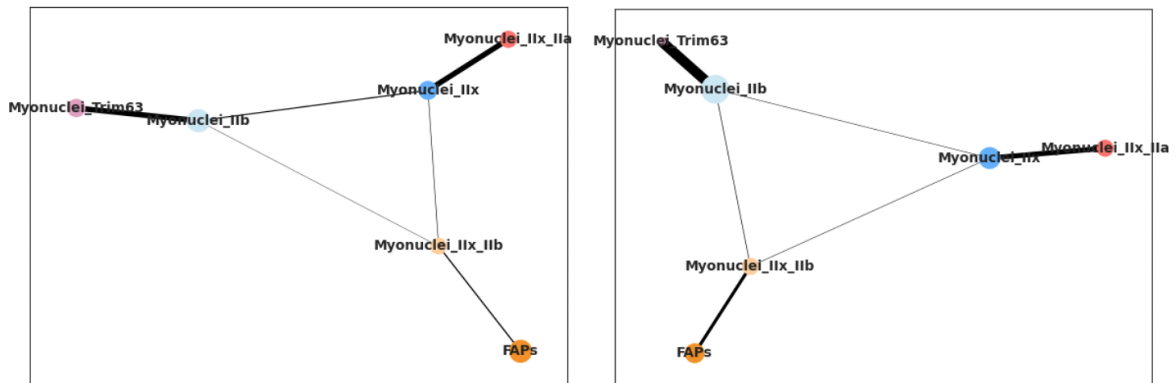 Myonuclei_IIx_IIa
Myonuclei_IIx
Myonuclei_Trim63
Myonuclei_IIb
Myonuclei_IIx_IIb
FAPs
Myonuclei_Trim63
Myonuclei_IIb
Myonuclei_IIx_IIa
Myonuclei_IIx
Myonuclei_IIx_IIb
FAPs